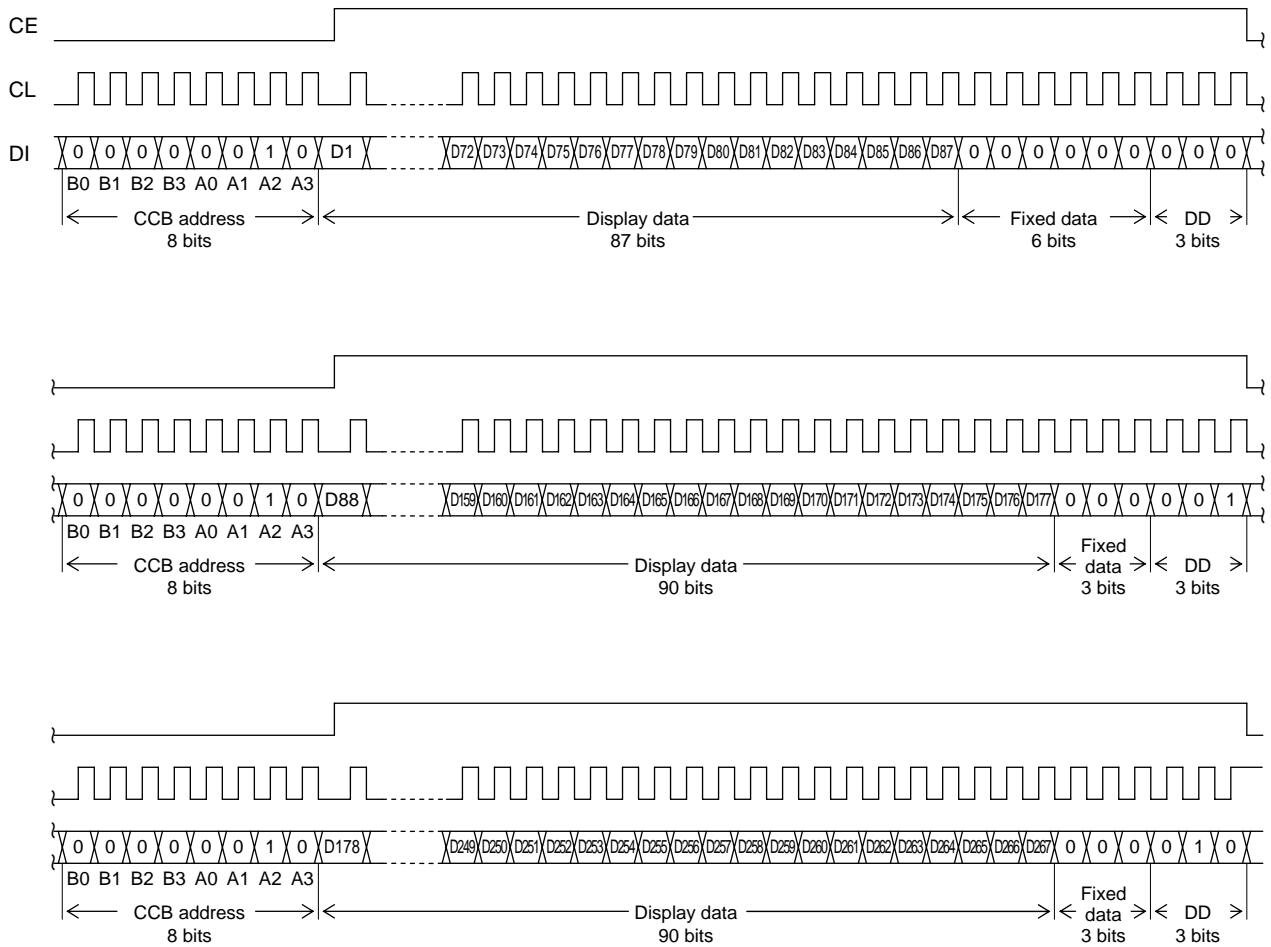 CE
CL
DI 0 0 0 0 0 0 1 0 D1 D72 D73 D74 D75 D76 D77 D78 D79 D80 D81 D82 D83 D84 D85 D86 D87 0 0 0 0 0 0 0 0 0
B0 B1 B2 B3 A0 A1 A2 A3
CCB address Display data Fixed data DD
8 bits 87 bits 6 bits 3 bits
0 0 0 0 0 0 1 0 D88 D159 D160 D161 D162 D163 D164 D165 D166 D167 D168 D169 D170 D171 D172 D173 D174 D175 D176 D177 0 0 0 0 0 1
B0 B1 B2 B3 A0 A1 A2 A3
CCB address Display data Fixed data DD
8 bits 90 bits 3 bits 3 bits
0 0 0 0 0 0 1 0 D178 D249 D250 D251 D252 D253 D254 D255 D256 D257 D258 D259 D260 D261 D262 D263 D264 D265 D266 D267 0 0 0 0 1 0
B0 B1 B2 B3 A0 A1 A2 A3
CCB address Display data Fixed data DD
8 bits 90 bits 3 bits 3 bits